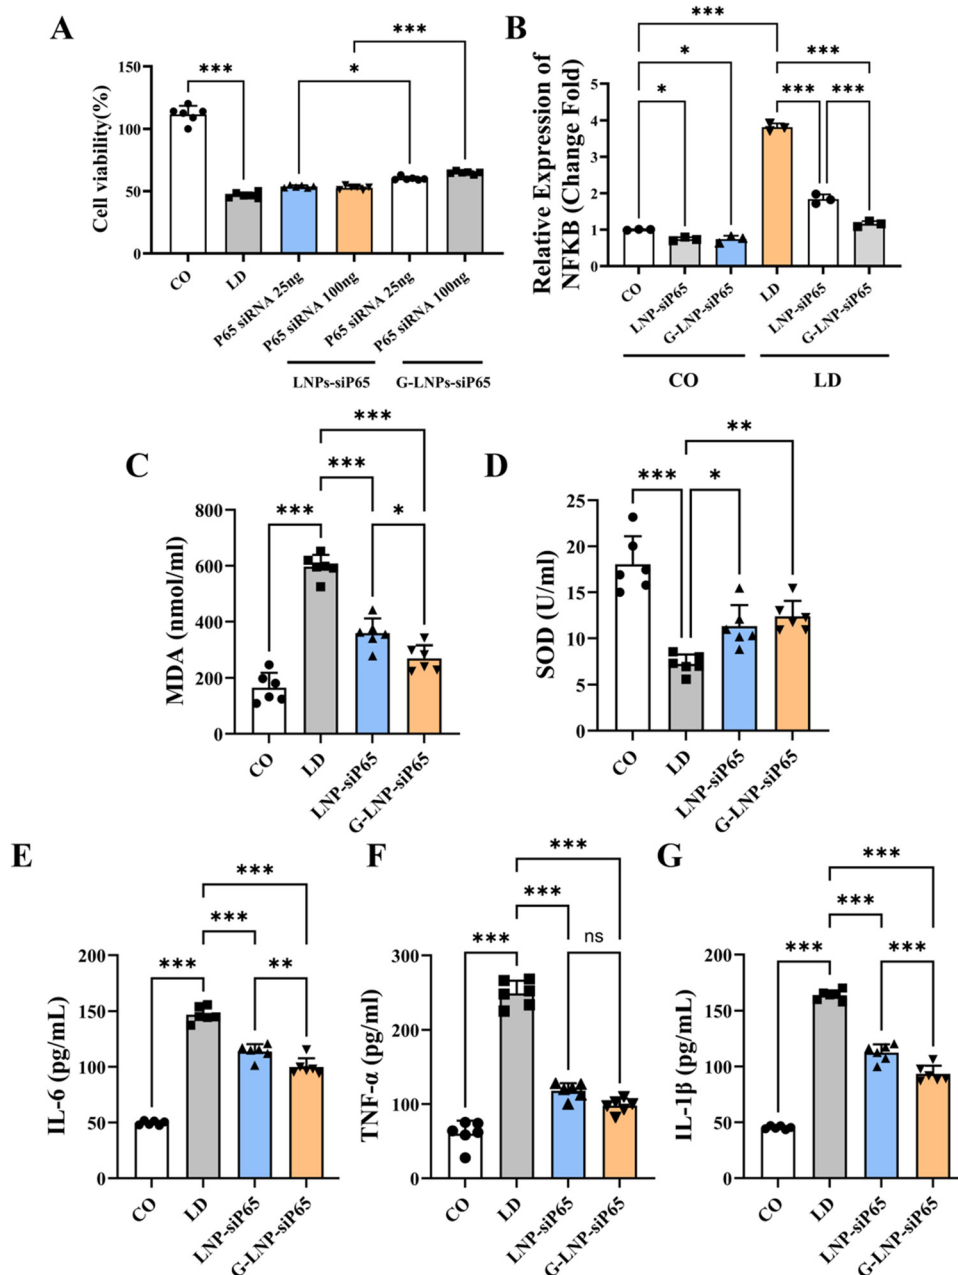 A
***
*
***
Cell viability(%)
150
100
50
0
CO
LD
P65 siRNA 25ng
P65 siRNA 100ng
P65 siRNA 25ng
P65 siRNA 100ng
LNPs-siP65
G-LNPs-siP65
B
***
*
*
***
***
***
Relative Expression of
NFKB (Change Fold)
5
4
3
2
1
0
CO
LNP-siP65
G-LNP-siP65
LD
LNP-siP65
G-LNP-siP65
CO
LD
C
***
***
***
*
MDA (nmol/ml)
800
600
400
200
0
CO
LD
LNP-siP65
G-LNP-siP65
D
**
***
*
SOD (U/ml)
25
20
15
10
5
0
CO
LD
LNP-siP65
G-LNP-siP65
E
***
***
***
**
IL-6 (pg/mL)
200
150
100
50
0
CO
LD
LNP-siP65
G-LNP-siP65
F
***
***
***
ns
TNF-α (pg/ml)
300
200
100
0
CO
LD
LNP-siP65
G-LNP-siP65
G
***
***
***
***
IL-1β (pg/mL)
200
150
100
50
0
CO
LD
LNP-siP65
G-LNP-siP65